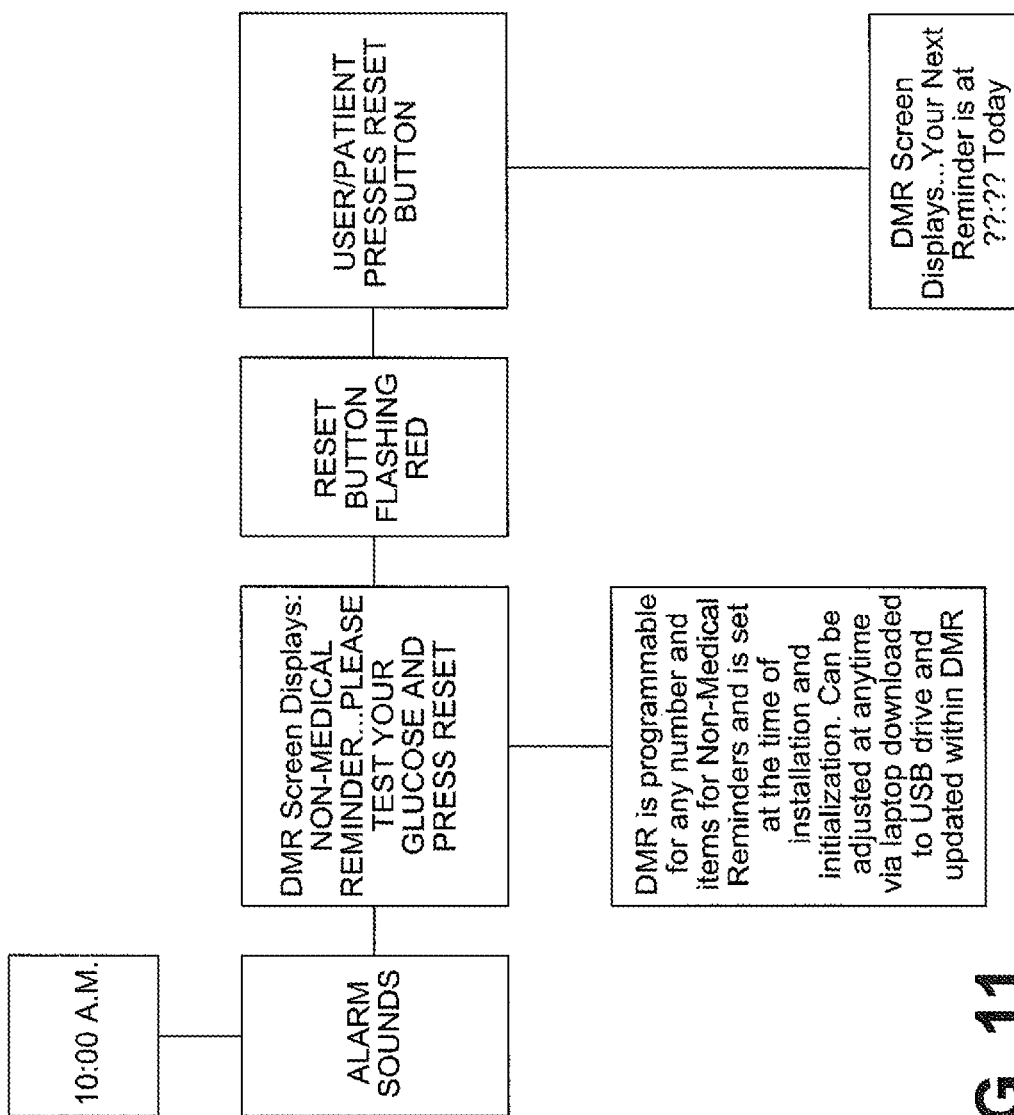 10:00 A.M.
ALARM
SOUNDS
DMR Screen Displays:
NON-MEDICAL
REMINDER...PLEASE
TEST YOUR
GLUCOSE AND
PRESS RESET
RESET
BUTTON
FLASHING
RED
USER/PATIENT
PRESSES RESET
BUTTON
DMR is programmable
for any number and
items for Non-Medical
Reminders and is set
at the time of
installation and
initialization. Can be
adjusted at anytime
via laptop downloaded
to USB drive and
updated within DMR
DMR Screen
Displays...Your Next
Reminder is at
??:?? Today
G 11